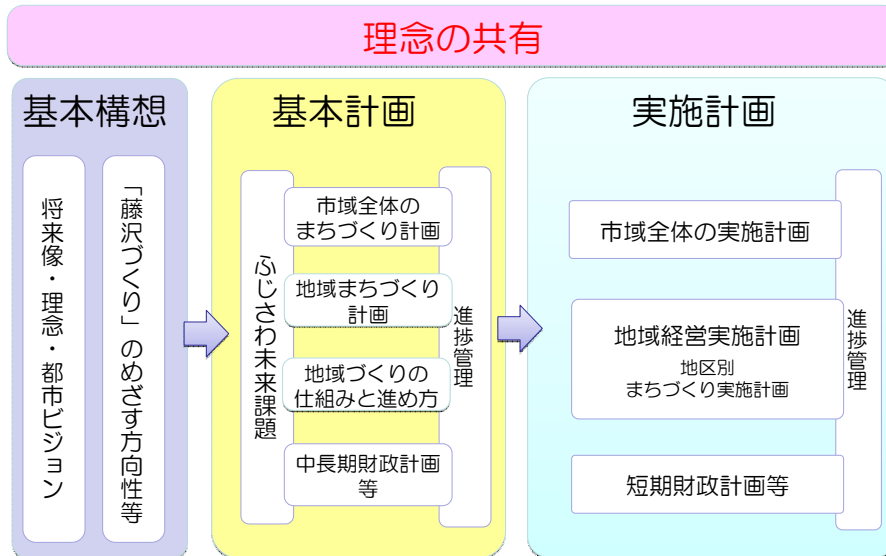 理念の共有
基本構想
将来像・理念・都市ビジョン
「藤沢づくり」のめざす方向性等
基本計画
ふじさわ未来課題
市域全体の
まちづくり計画
地域まちづくり
計画
地域づくりの
仕組みと進め方
中長期財政計画
等
進捗管理
実施計画
市域全体の実施計画
地域経営実施計画
地区別
まちづくり実施計画
短期財政計画等
進捗管理